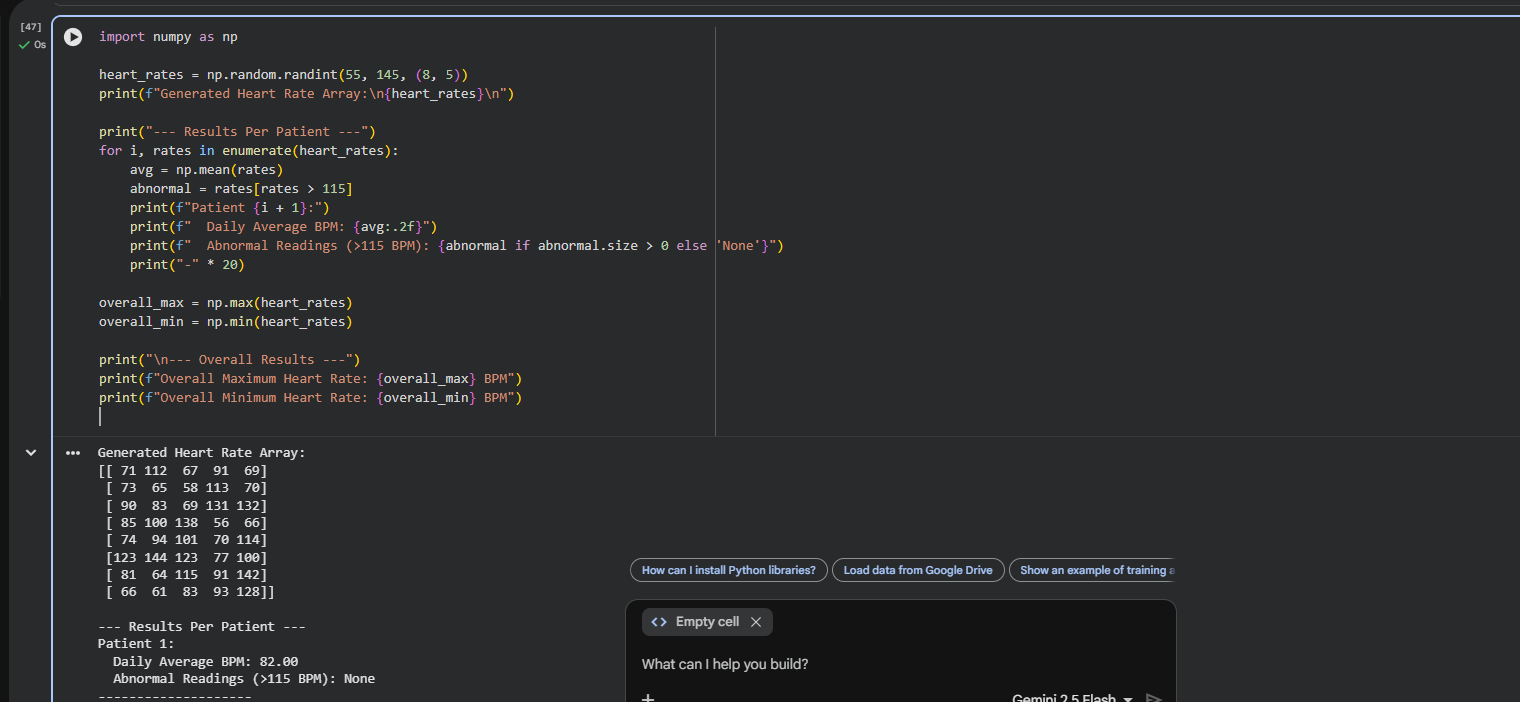 [47]
0s
import numpy as np
heart_rates = np.random.randint(55, 145, (8, 5))
print(f"Generated Heart Rate Array:\n{heart_rates}\n")
print("--- Results Per Patient ---")
for i, rates in enumerate(heart_rates):
    avg = np.mean(rates)
    abnormal = rates[rates > 115]
    print(f"Patient {i + 1}:")
    print(f"  Daily Average BPM: {avg:.2f}")
    print(f"  Abnormal Readings (>115 BPM): {abnormal if abnormal.size > 0 else 'None'}")
    print("-" * 20)
overall_max = np.max(heart_rates)
overall_min = np.min(heart_rates)
print("\n--- Overall Results ---")
print(f"Overall Maximum Heart Rate: {overall_max} BPM")
print(f"Overall Minimum Heart Rate: {overall_min} BPM")
Generated Heart Rate Array:
[[ 71 112  67  91  69]
 [ 73  65  58 113  70]
 [ 90  83  69 131 132]
 [ 85 100 138  56  66]
 [ 74  94 101  70 114]
 [123 144 123  77 100]
 [ 81  64 115  91 142]
 [ 66  61  83  93 128]]
--- Results Per Patient ---
Patient 1:
  Daily Average BPM: 82.00
  Abnormal Readings (>115 BPM): None
--------------------
How can I install Python libraries?
Load data from Google Drive
Show an example of training a
Empty cell
What can I help you build?
Gemini 2.5 Flash